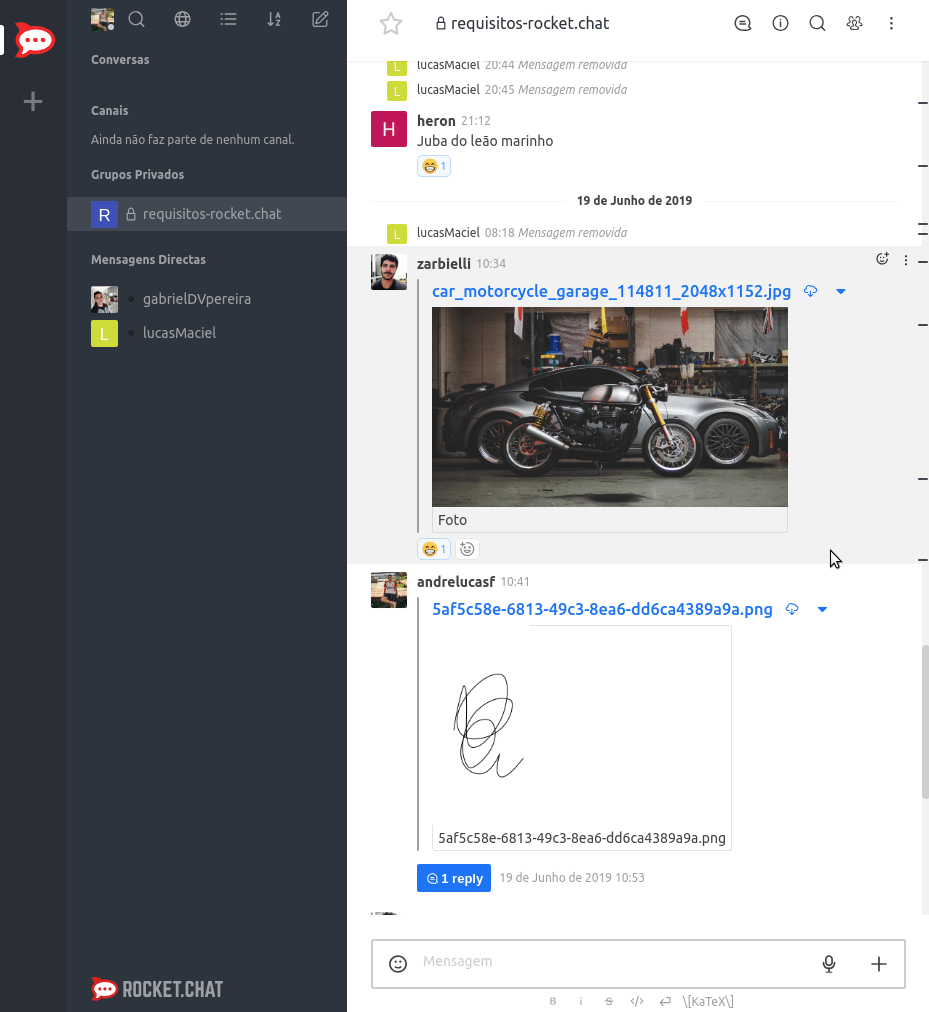 requisitos-rocket.chat
Conversas
Canais
Ainda não faz parte de nenhum canal.
Grupos Privados
R requisitos-rocket.chat
Mensagens Directas
gabrielDVpereira
L lucasMaciel
ROCKET.CHAT
L lucasMaciel 20:44 Mensagem removida
L lucasMaciel 20:45 Mensagem removida
H heron 21:12
Juba do leão marinho
1
19 de Junho de 2019
L lucasMaciel 08:18 Mensagem removida
zarbielli 10:34
car_motorcycle_garage_114811_2048x1152.jpg
Foto
1
andrelucasf 10:41
5af5c58e-6813-49c3-8ea6-dd6ca4389a9a.png
5af5c58e-6813-49c3-8ea6-dd6ca4389a9a.png
1 reply 19 de Junho de 2019 10:53
Mensagem
B i S </> \[KaTeX\]